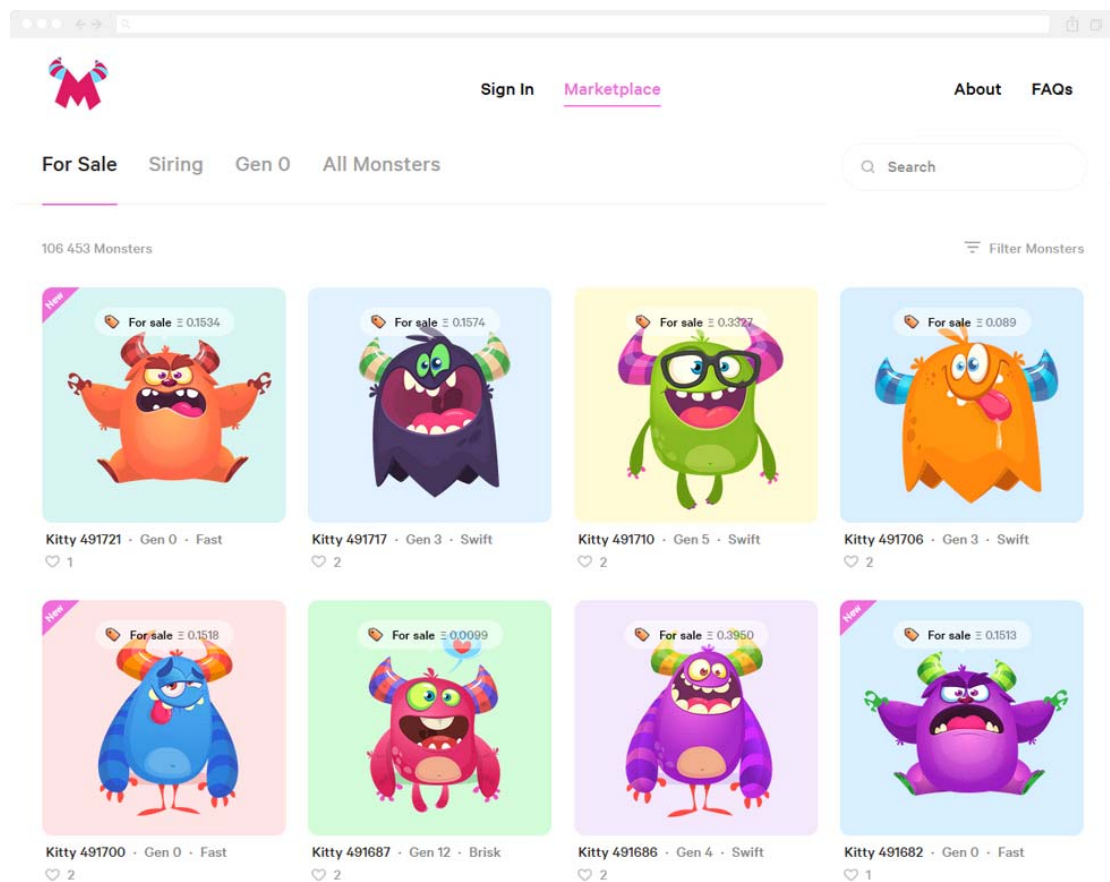 Sign In Marketplace About FAQs
For Sale Siring Gen 0 All Monsters Search
106 453 Monsters Filter Monsters
New
For sale Ξ 0.1534
For sale Ξ 0.1574
For sale Ξ 0.3327
For sale Ξ 0.089
Kitty 491721 · Gen 0 · Fast
1
Kitty 491717 · Gen 3 · Swift
2
Kitty 491710 · Gen 5 · Swift
2
Kitty 491706 · Gen 3 · Swift
2
New
For sale Ξ 0.1518
For sale Ξ 0.0099
For sale Ξ 0.3950
New
For sale Ξ 0.1513
Kitty 491700 · Gen 0 · Fast
2
Kitty 491687 · Gen 12 · Brisk
2
Kitty 491686 · Gen 4 · Swift
2
Kitty 491682 · Gen 0 · Fast
1